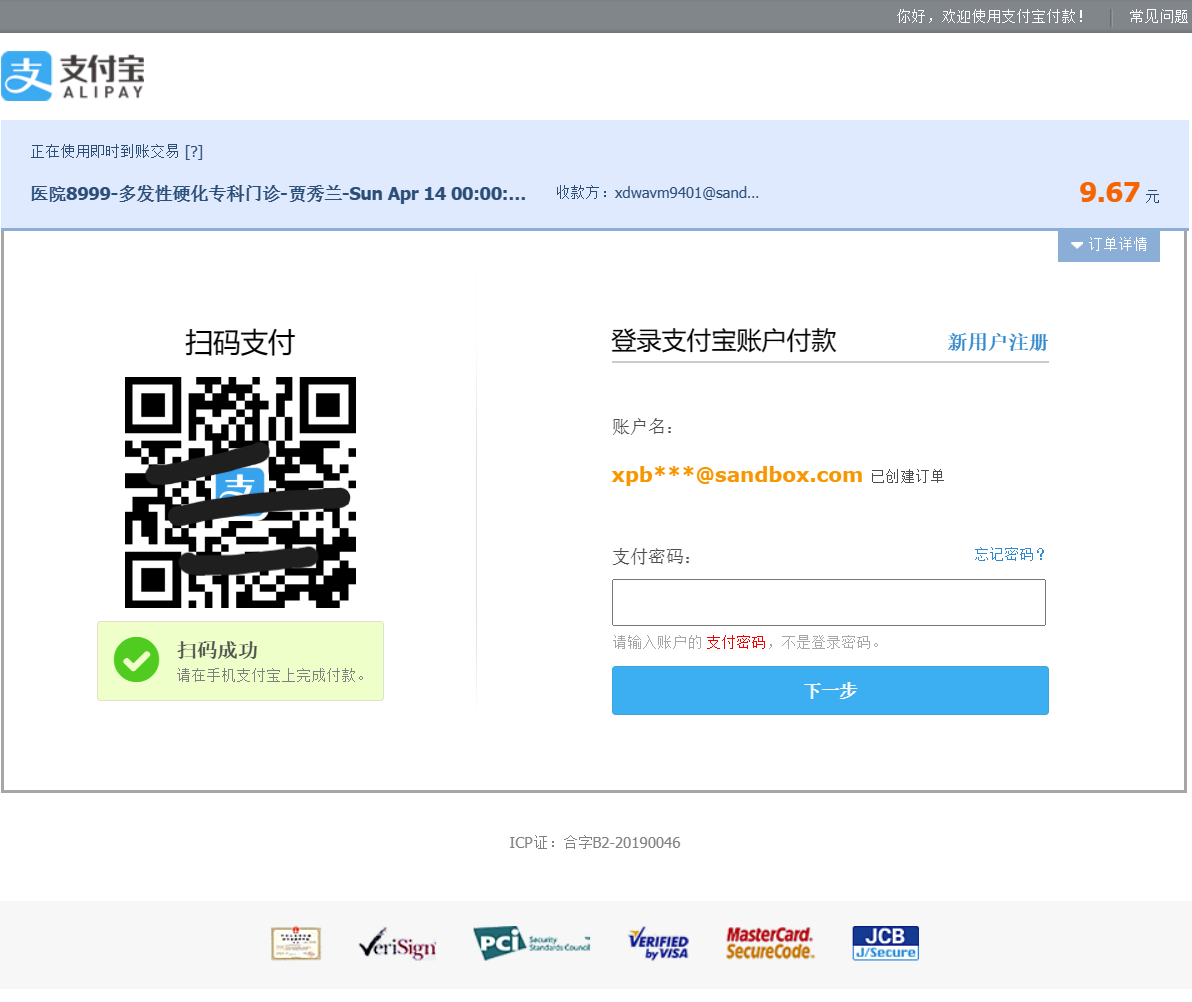 你好，欢迎使用支付宝付款！ 常见问题
支 支付宝
ALIPAY
正在使用即时到账交易 [?]
医院8999-多发性硬化专科门诊-贾秀兰-Sun Apr 14 00:00:... 收款方：xdwavm9401@sand... 9.67 元
订单详情
扫码支付
登录支付宝账户付款 新用户注册
账户名：
xpb***@sandbox.com 已创建订单
支付密码： 忘记密码？
请输入账户的 支付密码，不是登录密码。
下一步
支
扫码成功
请在手机支付宝上完成付款。
ICP证：合字B2-20190046
VeriSign
PCI Security Standards Council
VERIFIED by VISA
MasterCard. SecureCode.
JCB J/Secure